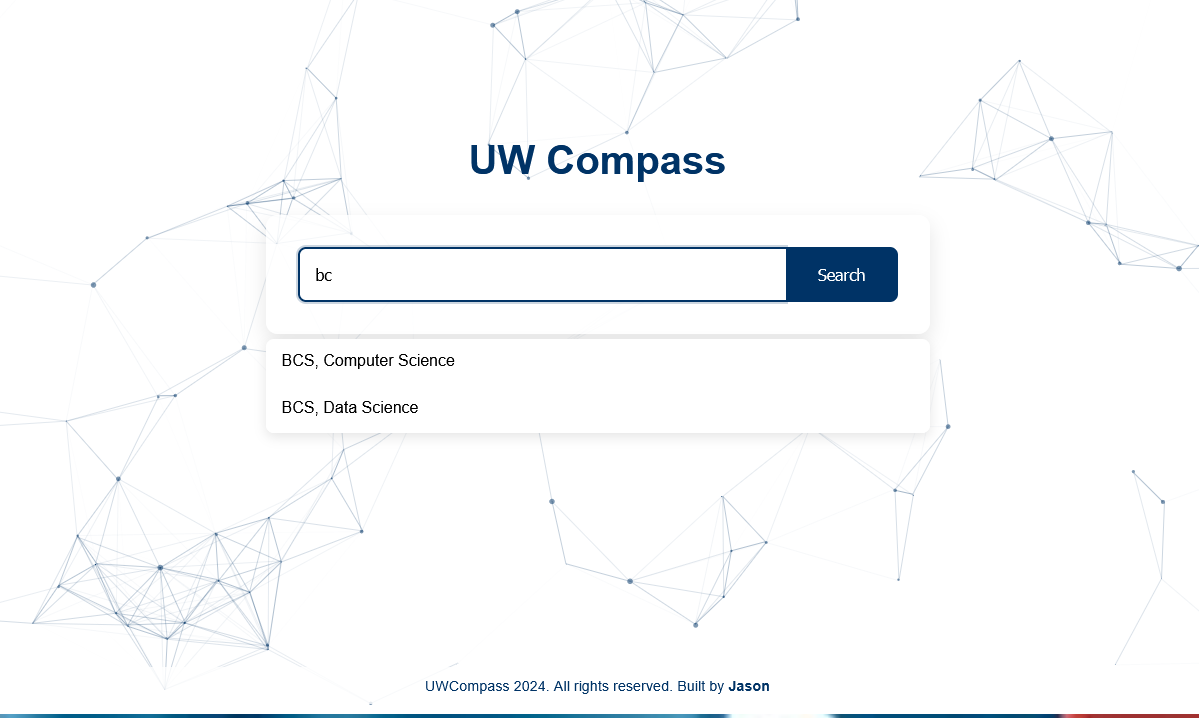 UW Compass
bc
Search
BCS, Computer Science
BCS, Data Science
UWCompass 2024. All rights reserved. Built by Jason